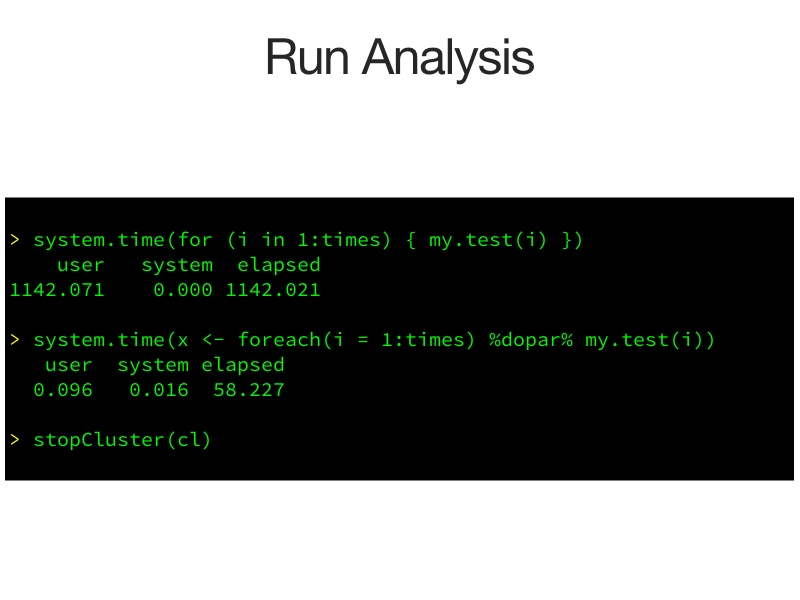 Run Analysis
> system.time(for (i in 1:times) { my.test(i) })
user system elapsed
1142.071 0.000 1142.021
> system.time(x <- foreach(i = 1:times) %dopar% my.test(i))
user system elapsed
0.096 0.016 58.227
> stopCluster(cl)